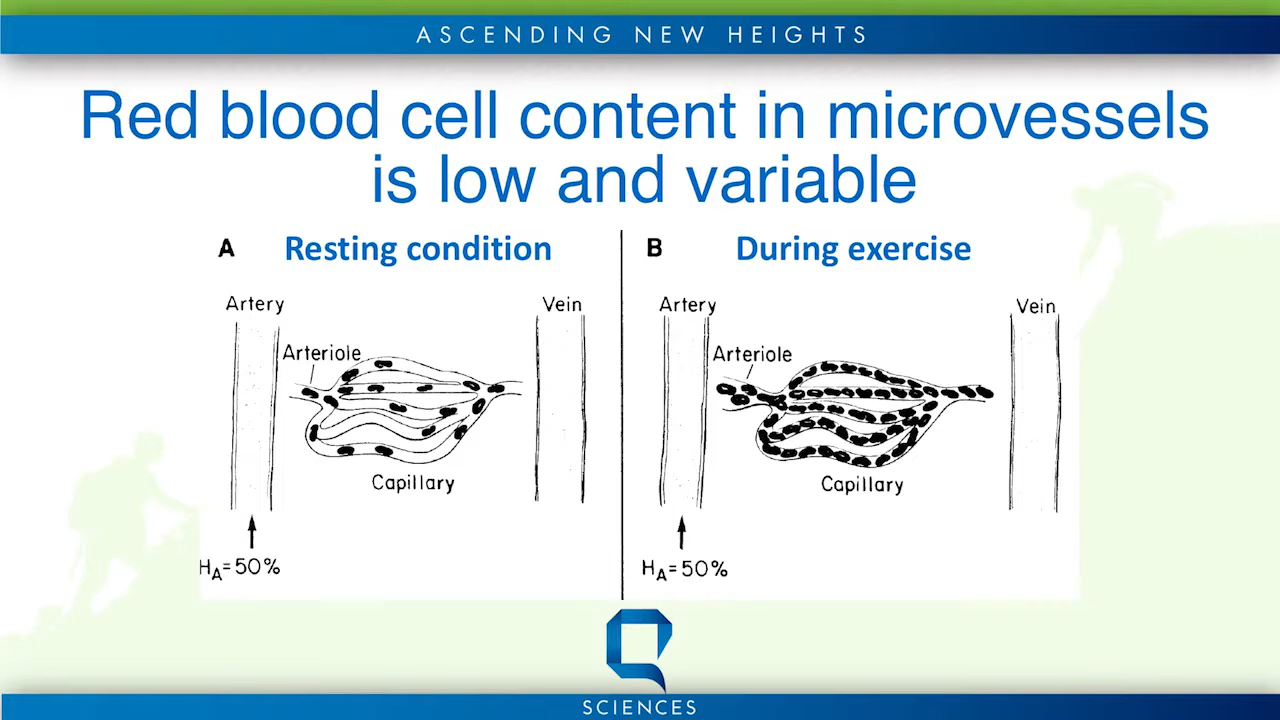 ASCENDING NEW HEIGHTS
Red blood cell content in microvessels
is low and variable
A Resting condition
Artery
Vein
Arteriole
Capillary
HA=50%
B During exercise
Artery
Vein
Arteriole
Capillary
HA=50%
SCIENCES